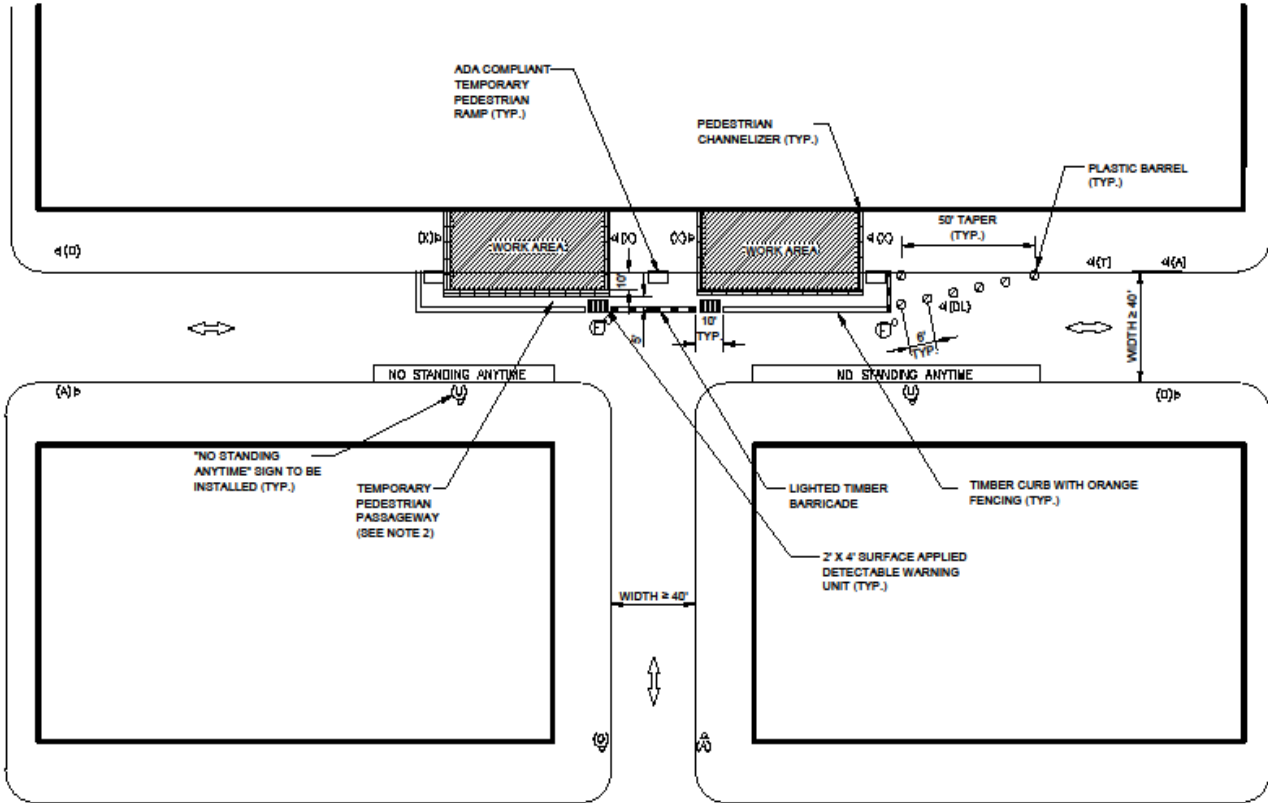 ADA COMPLIANT
TEMPORARY
PEDESTRIAN
RAMP (TYP.)
PEDESTRIAN
CHANNELIZER (TYP.)
PLASTIC BARREL
(TYP.)
50' TAPER
(TYP.)
(X)
WORK AREA
(X)
(X)
WORK AREA
(X)
(O)
(T)
(A)
10'
(DL)
(F)
5'
10'
TYP.
(F)
6'
TYP.
WIDTH ≥ 40'
NO STANDING ANYTIME
NO STANDING ANYTIME
(A)
(U)
(U)
(O)
"NO STANDING
ANYTIME" SIGN TO BE
INSTALLED (TYP.)
TEMPORARY
PEDESTRIAN
PASSAGEWAY
(SEE NOTE 2)
LIGHTED TIMBER
BARRICADE
TIMBER CURB WITH ORANGE
FENCING (TYP.)
2' X 4' SURFACE APPLIED
DETECTABLE WARNING
UNIT (TYP.)
WIDTH ≥ 40'
(O)
(A)